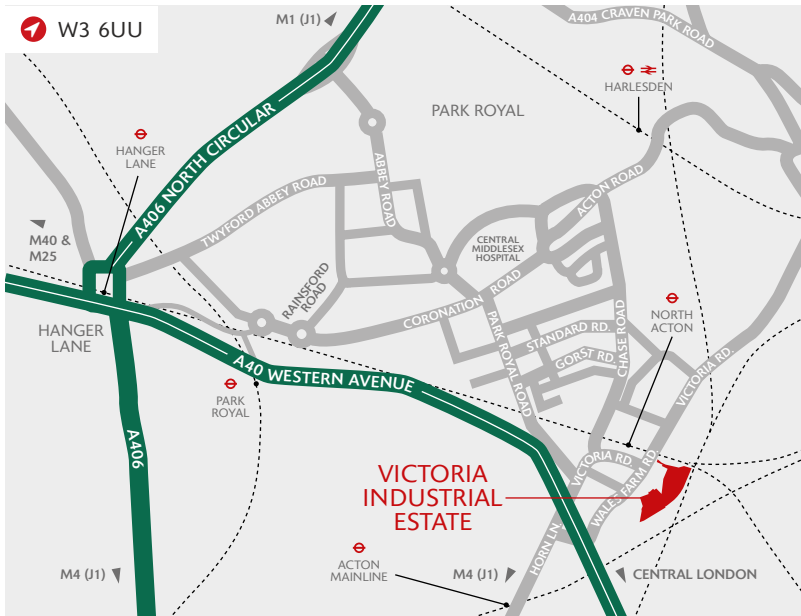 W3 6UU
M1 (J1)
A404 CRAVEN PARK ROAD
HARLESDEN
PARK ROYAL
HANGER
LANE
A406 NORTH CIRCULAR
ABBEY ROAD
TWYFORD ABBEY ROAD
ACTON ROAD
M40 &
M25
CENTRAL
MIDDLESEX
HOSPITAL
RAINSFORD
ROAD
CORONATION ROAD
NORTH
ACTON
HANGER
LANE
PARK ROYAL ROAD
STANDARD RD.
GORST RD.
CHASE ROAD
VICTORIA RD.
A40 WESTERN AVENUE
PARK
ROYAL
A406
VICTORIA
INDUSTRIAL
ESTATE
VICTORIA RD.
WALES FARM RD.
HORN LN.
ACTON
MAINLINE
M4 (J1)
M4 (J1)
CENTRAL LONDON